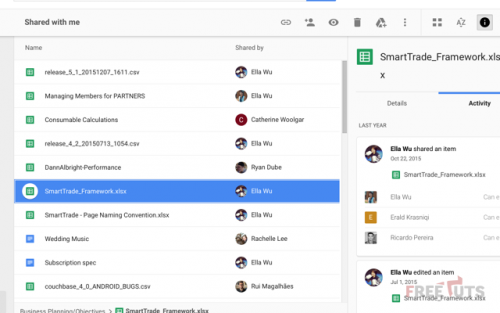 Shared with me
Name
Shared by
release_5_1_20151207_1611.csv
Ella Wu
Managing Members for PARTNERS
Ella Wu
Consumable Calculations
C
Catherine Woolgar
release_4_2_20150713_1054.csv
Ella Wu
DannAlbright-Performance
Ryan Dube
SmartTrade_Framework.xlsx
Ella Wu
SmartTrade - Page Naming Convention.xlsx
Ella Wu
Wedding Music
Rachelle Lee
Subscription spec
Ella Wu
couchbase_4_0_ANDROID_BUGS.csv
Rui Magalhães
Business Planning/Objectives > SmartTrade_Framework.xlsx
SmartTrade_Framework.xls
x
Details
Activity
LAST YEAR
Ella Wu shared an item
Oct 22, 2015
SmartTrade_Framework.xlsx
Ella Wu
Can e
E
Erald Krasniqi
Can e
Ricardo Pereira
Can e
Ella Wu edited an item
Jul 1, 2015
SmartTrade_Framework.xlsx
FREETUTS